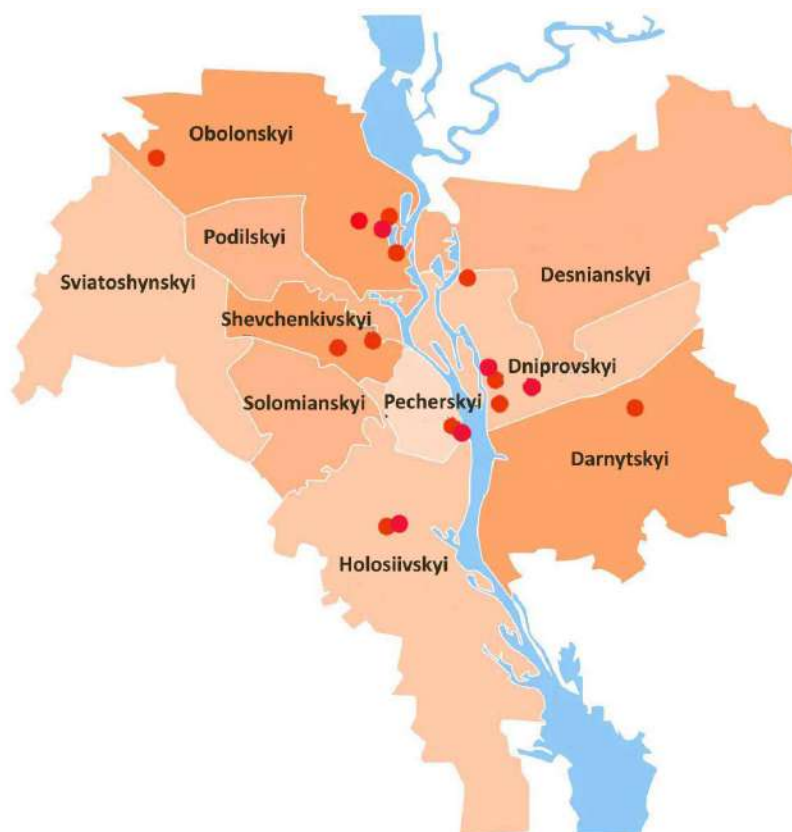 Obolonskyi
Podilskyi
Desnianskyi
Sviatoshynskyi
Shevchenkivskyi
Dniprovskyi
Solomianskyi
Pecherskyi
Darnytskyi
Holosiivskyi